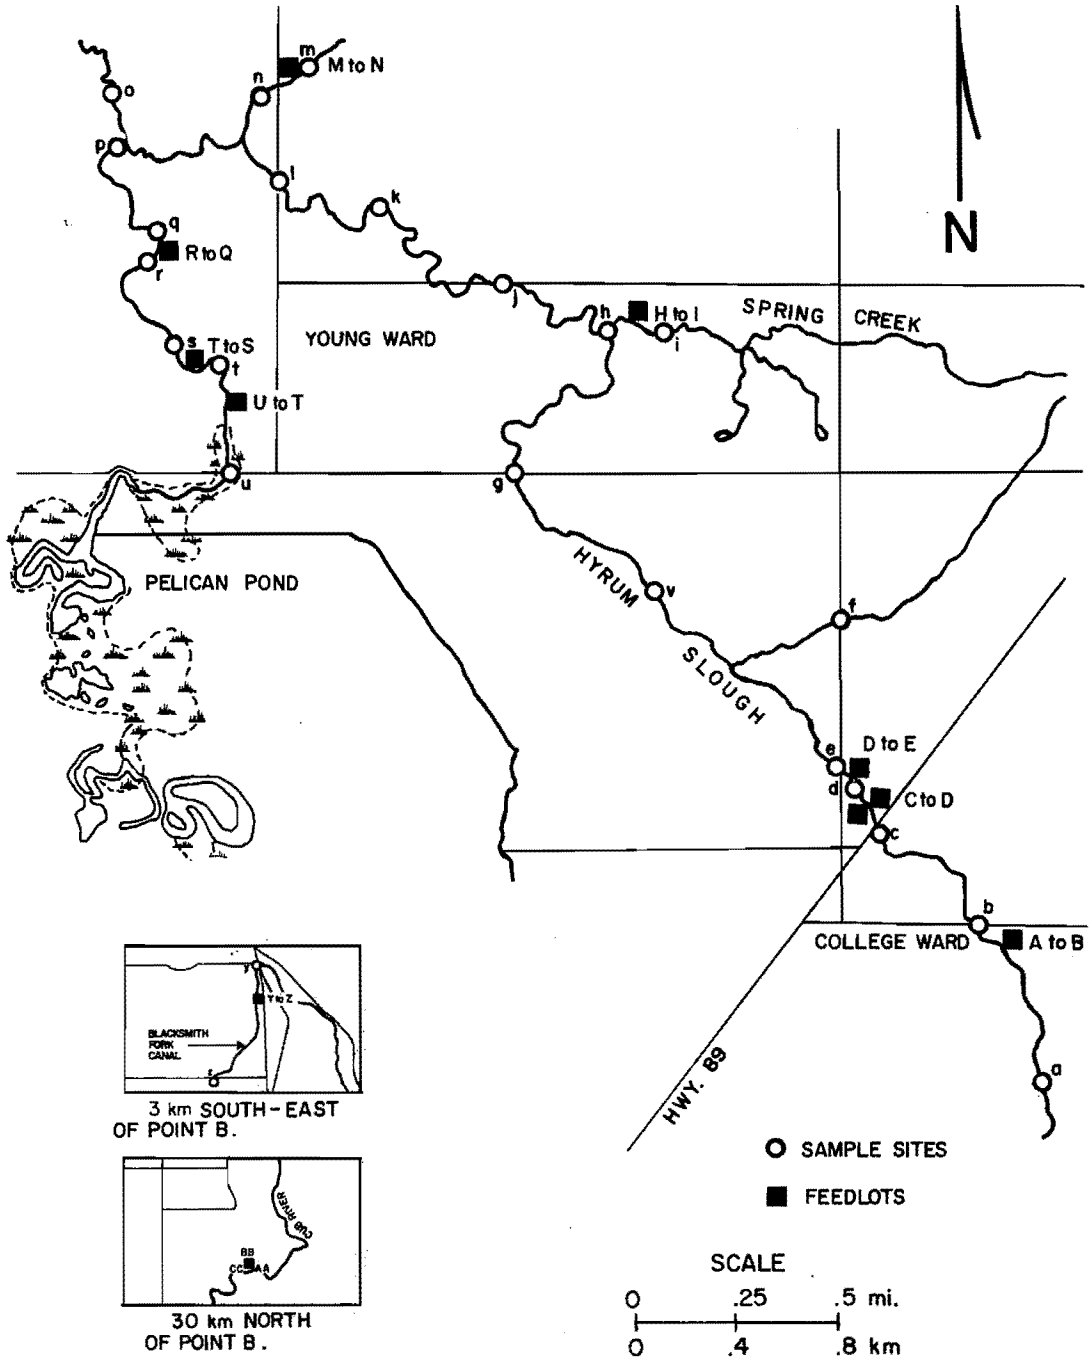 m
M to N
n
o
p
l
k
q
R to Q
r
N
j
h
H to I
i
SPRING CREEK
YOUNG WARD
s
T to S
t
U to T
u
g
PELICAN POND
HYRUM
SLOUGH
v
f
e
D to E
d
C to D
c
b
COLLEGE WARD
A to B
a
HWY. 89
y
Y to Z
BLACKSMITH
FORK
CANAL
z
3 km SOUTH-EAST
OF POINT B.
CUB RIVER
BB
CC
AA
30 km NORTH
OF POINT B.
SAMPLE SITES
FEEDLOTS
SCALE
0 .25 .5 mi.
0 .4 .8 km